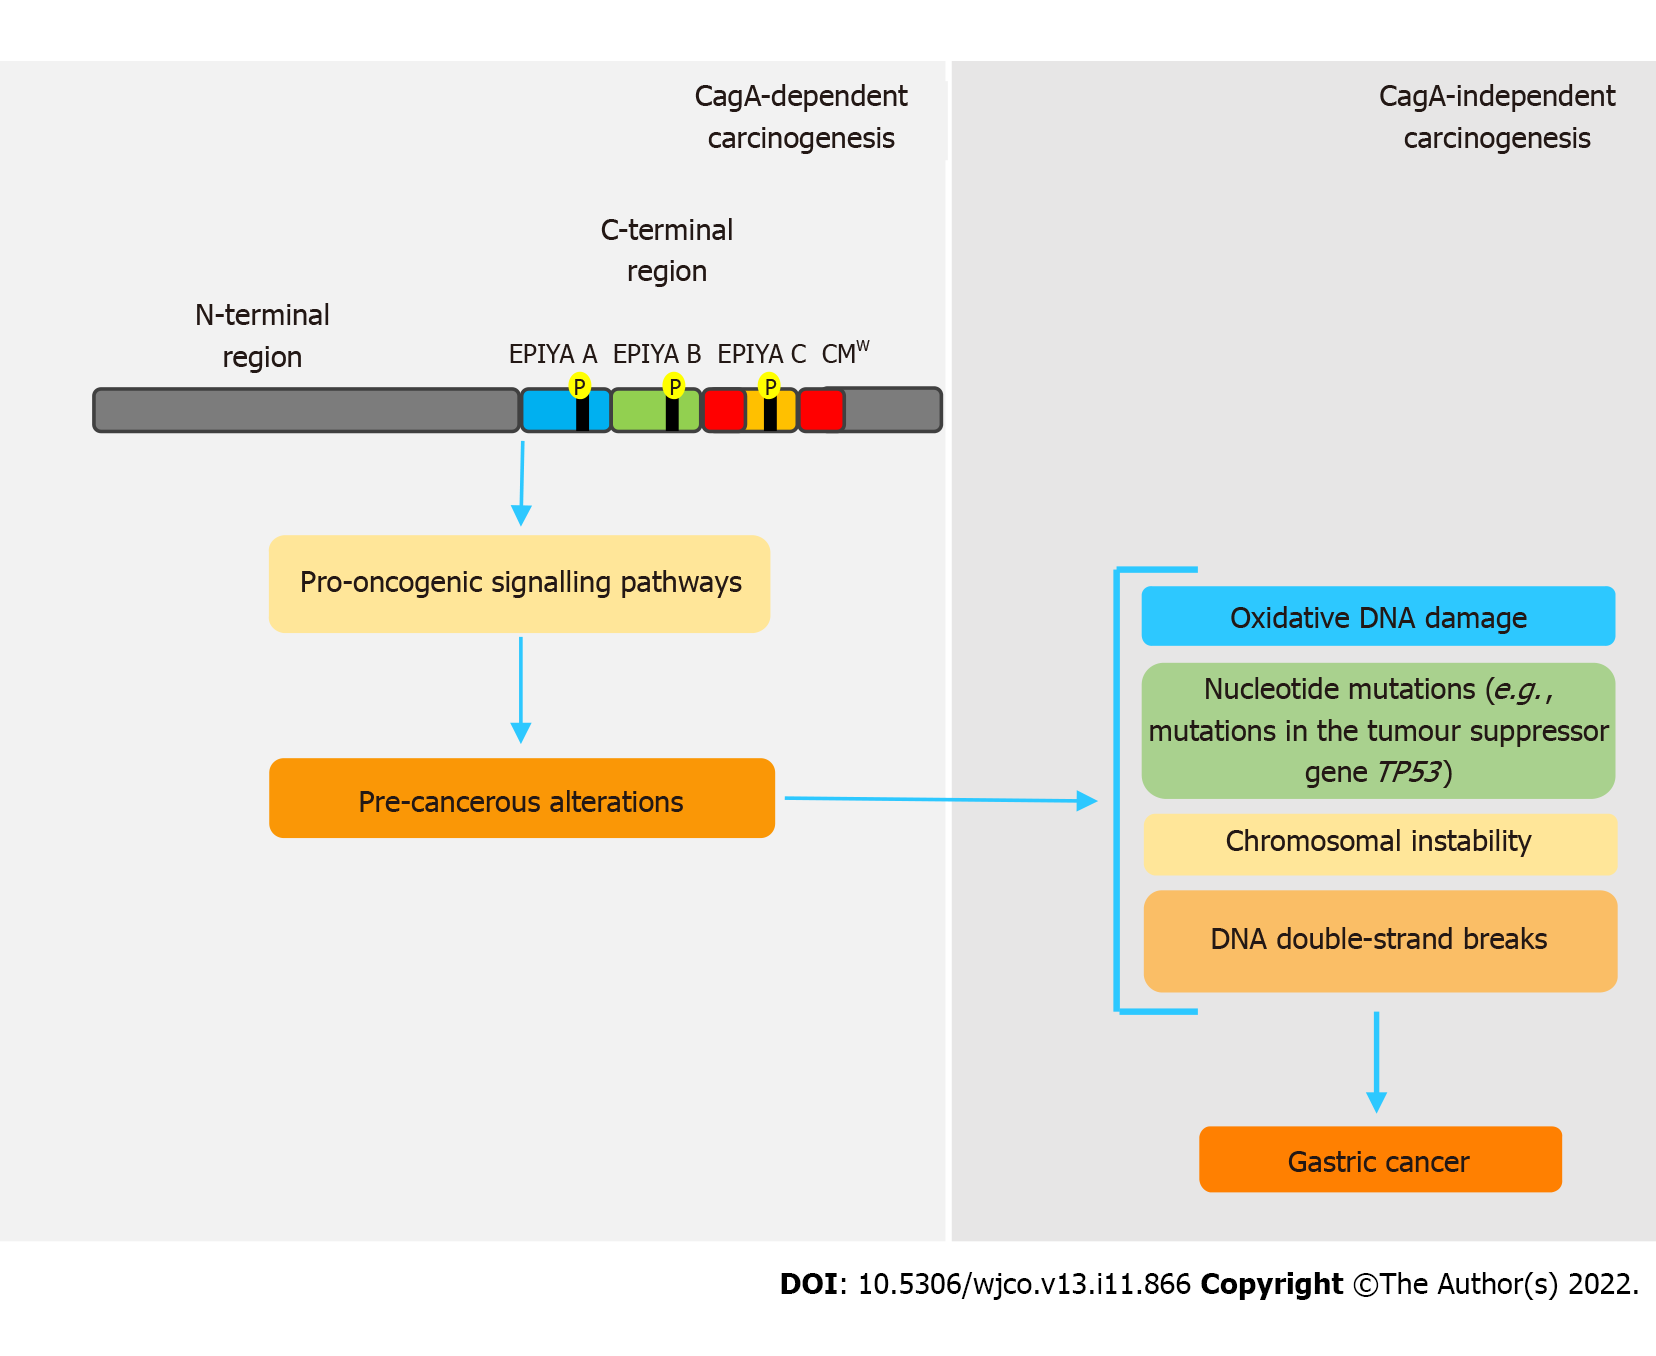 CagA-dependent
carcinogenesis
CagA-independent
carcinogenesis
C-terminal
region
N-terminal
region
EPIYA A EPIYA B EPIYA C CMW
P P P
Pro-oncogenic signalling pathways
Pre-cancerous alterations
Oxidative DNA damage
Nucleotide mutations (e.g.,
mutations in the tumour suppressor
gene TP53)
Chromosomal instability
DNA double-strand breaks
Gastric cancer
DOI: 10.5306/wjco.v13.i11.866 Copyright ©The Author(s) 2022.